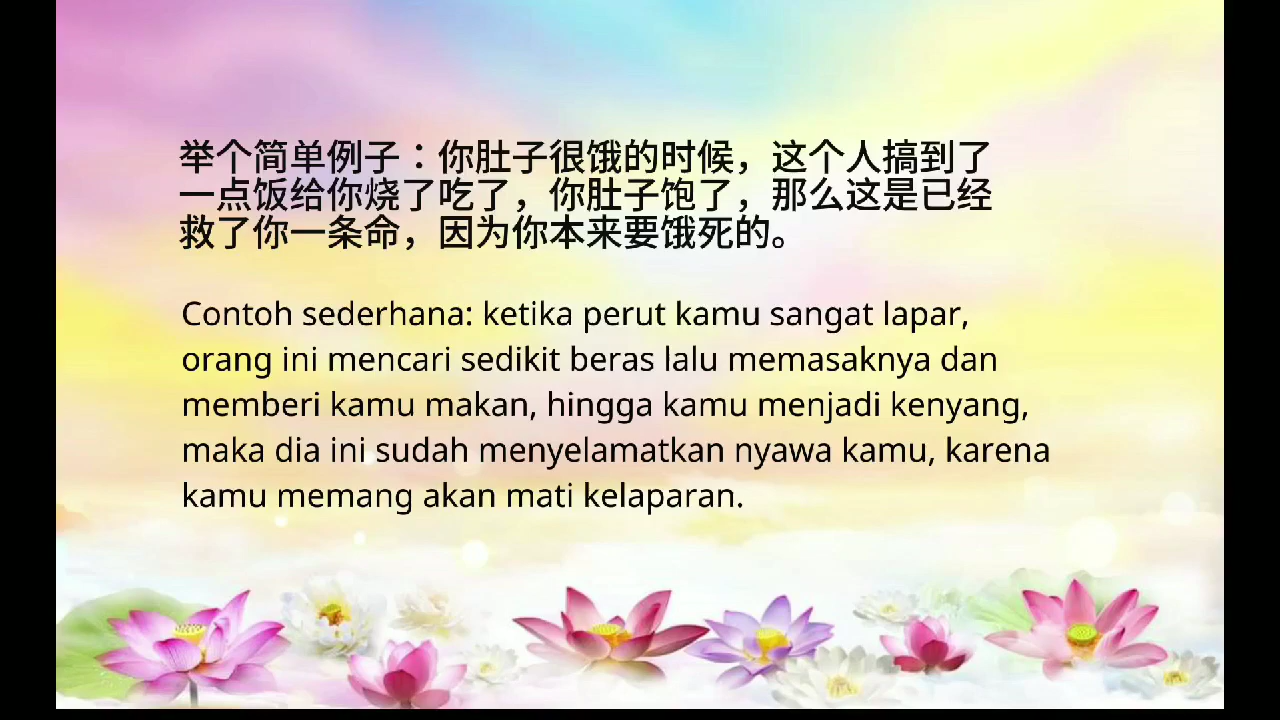 举个简单例子：你肚子很饿的时候，这个人搞到了
一点饭给你烧了吃了，你肚子饱了，那么这是已经
救了你一条命，因为你本来要饿死的。
Contoh sederhana: ketika perut kamu sangat lapar,
orang ini mencari sedikit beras lalu memasaknya dan
memberi kamu makan, hingga kamu menjadi kenyang,
maka dia ini sudah menyelamatkan nyawa kamu, karena
kamu memang akan mati kelaparan.